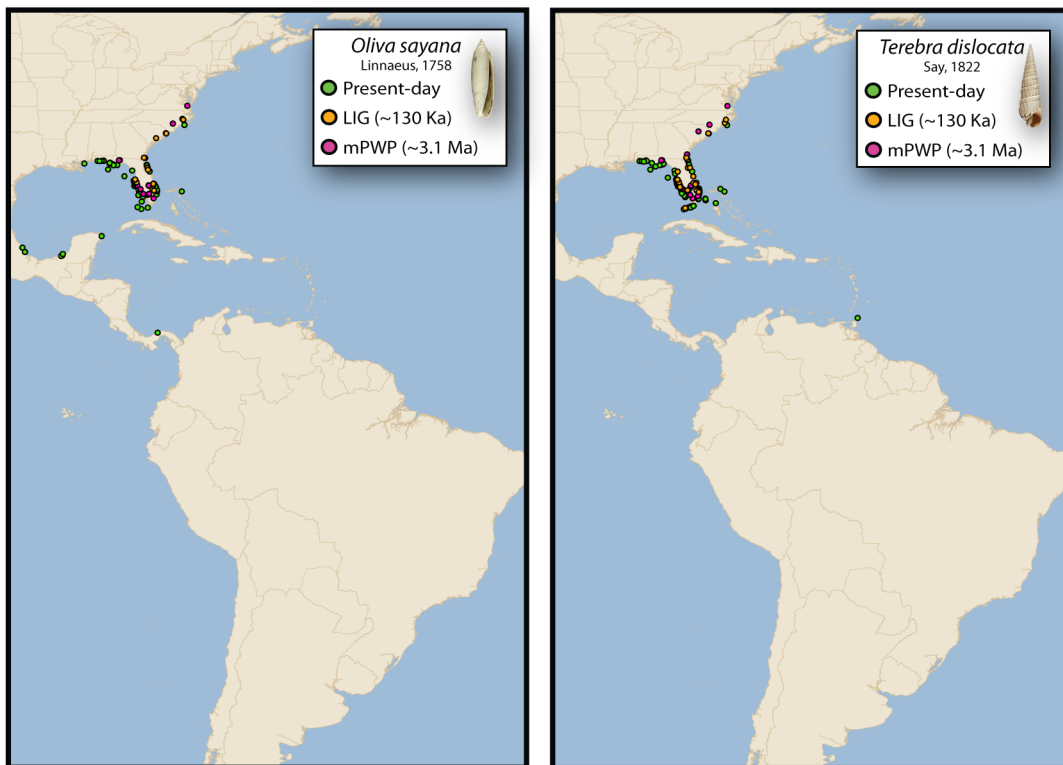 Oliva sayana
Linnaeus, 1758
Present-day
LIG (~130 Ka)
mPWP (~3.1 Ma)
Terebra dislocata
Say, 1822
Present-day
LIG (~130 Ka)
mPWP (~3.1 Ma)